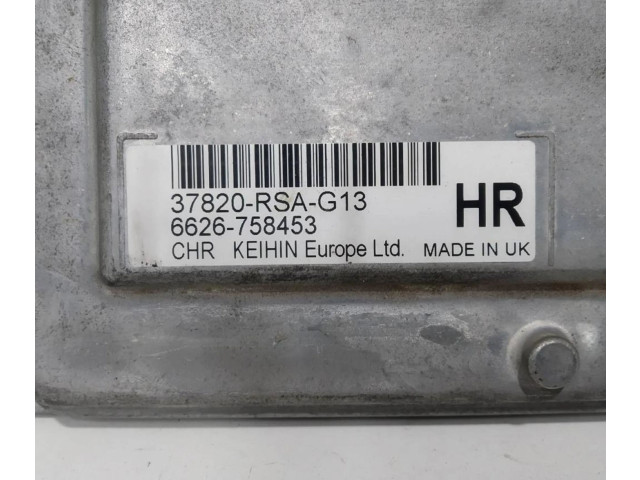 37820-RSA-G13
6626-758453
HR
CHR KEIHIN Europe Ltd. MADE IN UK